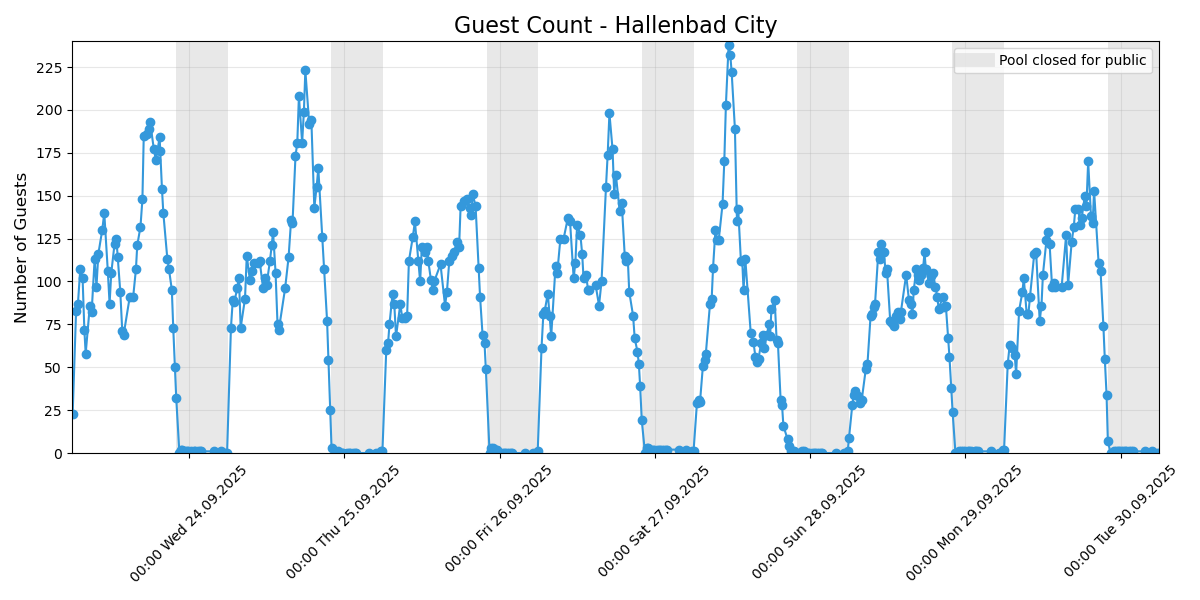 Guest Count - Hallenbad City
Pool closed for public
Number of Guests
225
200
175
150
125
100
75
50
25
0
00:00 Wed 24.09.2025
00:00 Thu 25.09.2025
00:00 Fri 26.09.2025
00:00 Sat 27.09.2025
00:00 Sun 28.09.2025
00:00 Mon 29.09.2025
00:00 Tue 30.09.2025